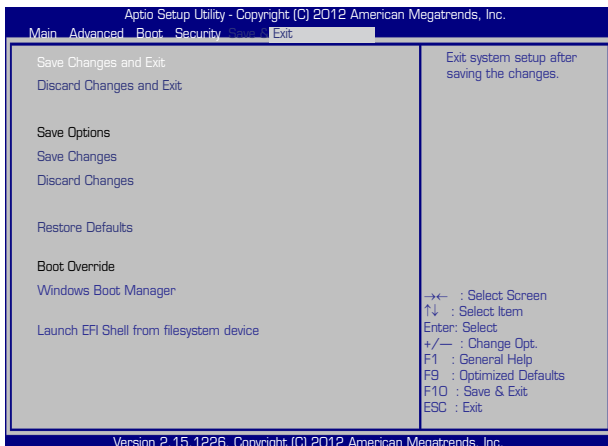 Aptio Setup Utility - Copyright (C) 2012 American Megatrends, Inc.
Main Advanced Boot Security Save & Exit
Save Changes and Exit
Discard Changes and Exit
Save Options
Save Changes
Discard Changes
Restore Defaults
Boot Override
Windows Boot Manager
Launch EFI Shell from filesystem device
Exit system setup after
saving the changes.
→← : Select Screen
↑↓ : Select Item
Enter: Select
+/— : Change Opt.
F1 : General Help
F9 : Optimized Defaults
F10 : Save & Exit
ESC : Exit
Version 2.15.1226. Copyright (C) 2012 American Megatrends, Inc.